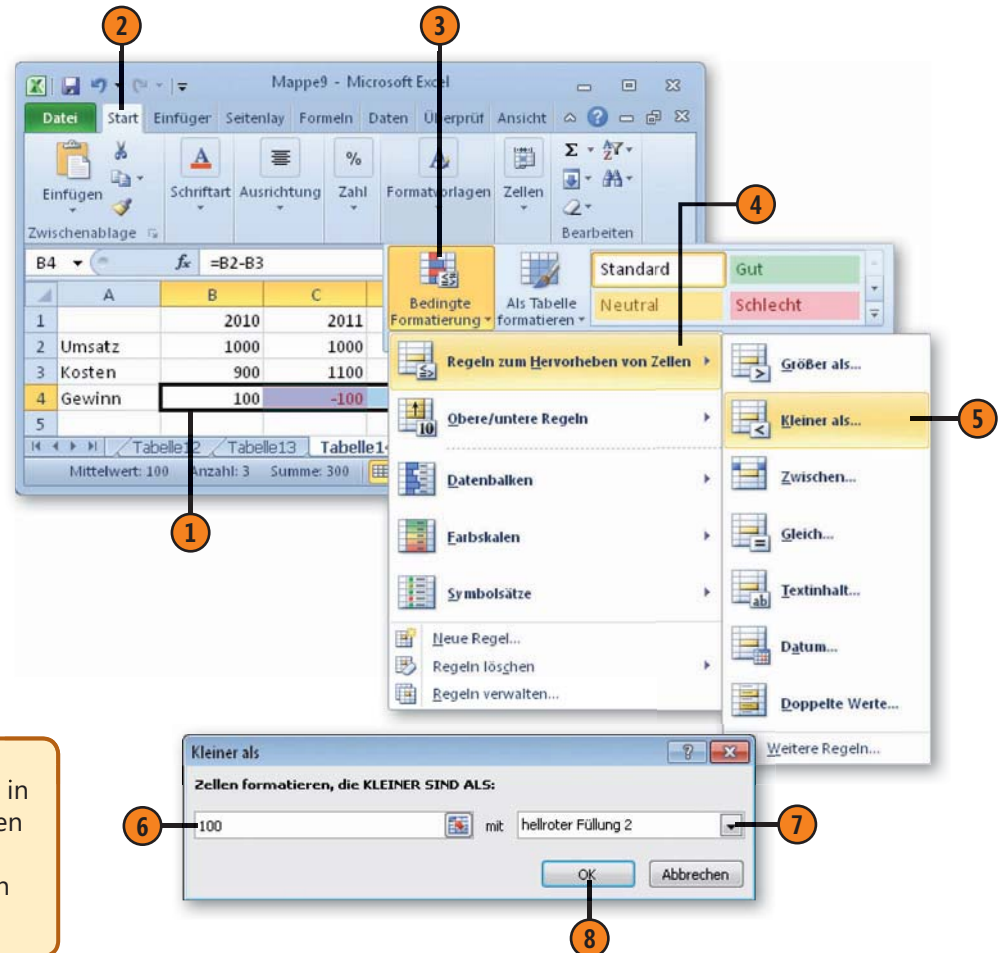 2
3
Mappe9 - Microsoft Excel
Datei Start Einfüger Seitenlay Formeln Daten Überprüf Ansicht
Einfügen
Schriftart Ausrichtung Zahl Formatvorlagen Zellen
Zwischenablage
Bearbeiten
4
B4 fx =B2-B3
A B C
1 2010 2011
2 Umsatz 1000 1000
3 Kosten 900 1100
4 Gewinn 100 -100
5
Tabelle12 Tabelle13 Tabelle14
Mittelwert: 100 Anzahl: 3 Summe: 300
1
Bedingte Formatierung
Als Tabelle formatieren
Standard Gut
Neutral Schlecht
Regeln zum Hervorheben von Zellen
Obere/untere Regeln
Datenbalken
Farbskalen
Symbolsätze
Neue Regel...
Regeln löschen
Regeln verwalten...
Größer als...
Kleiner als...
5
Zwischen...
Gleich...
Textinhalt...
Datum...
Doppelte Werte...
Weitere Regeln...
in
en
n
Kleiner als
Zellen formatieren, die KLEINER SIND ALS:
6 100 mit hellroter Füllung 2 7
OK Abbrechen
8